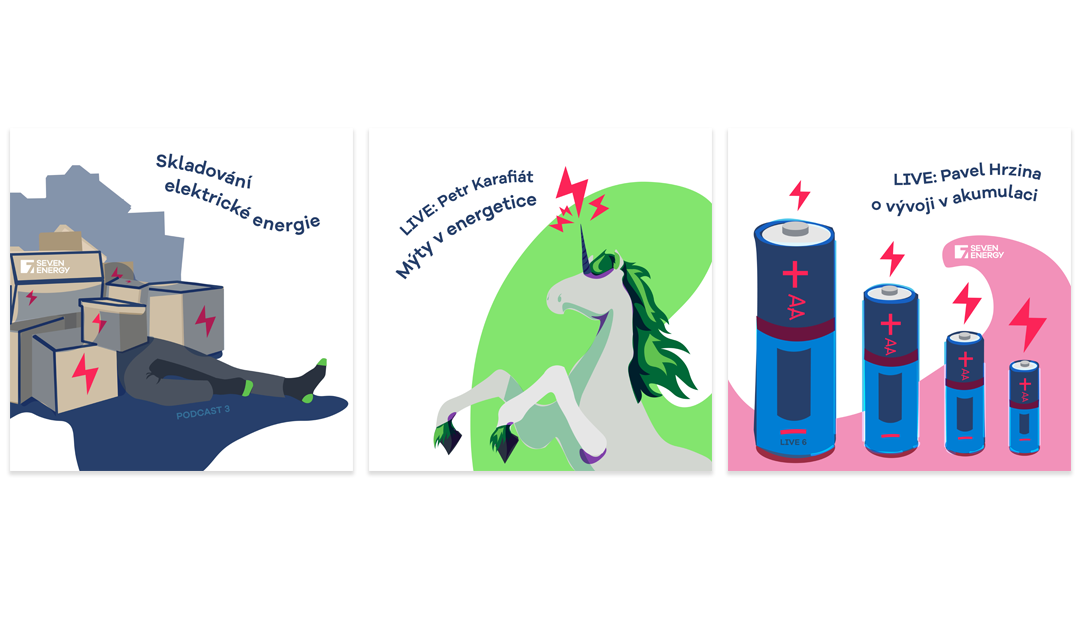 Skladování
elektrické energie
SEVEN
ENERGY
PODCAST 3
LIVE: Petr Karafiát
Mýty v energetice
LIVE: Pavel Hrzina
o vývoji v akumulaci
SEVEN
ENERGY
AA
AA
AA
AA
LIVE 6